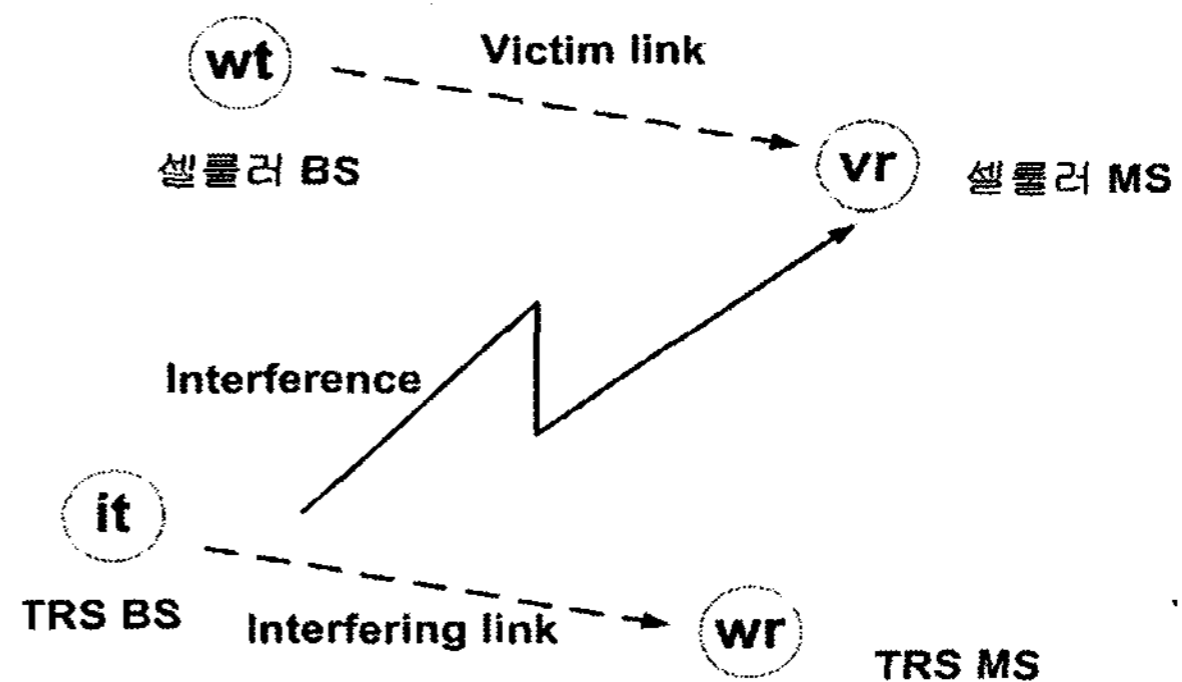 wt
Victim link
셀룰러 BS
vr
셀룰러 MS
Interference
it
TRS BS
Interfering link
wr
TRS MS